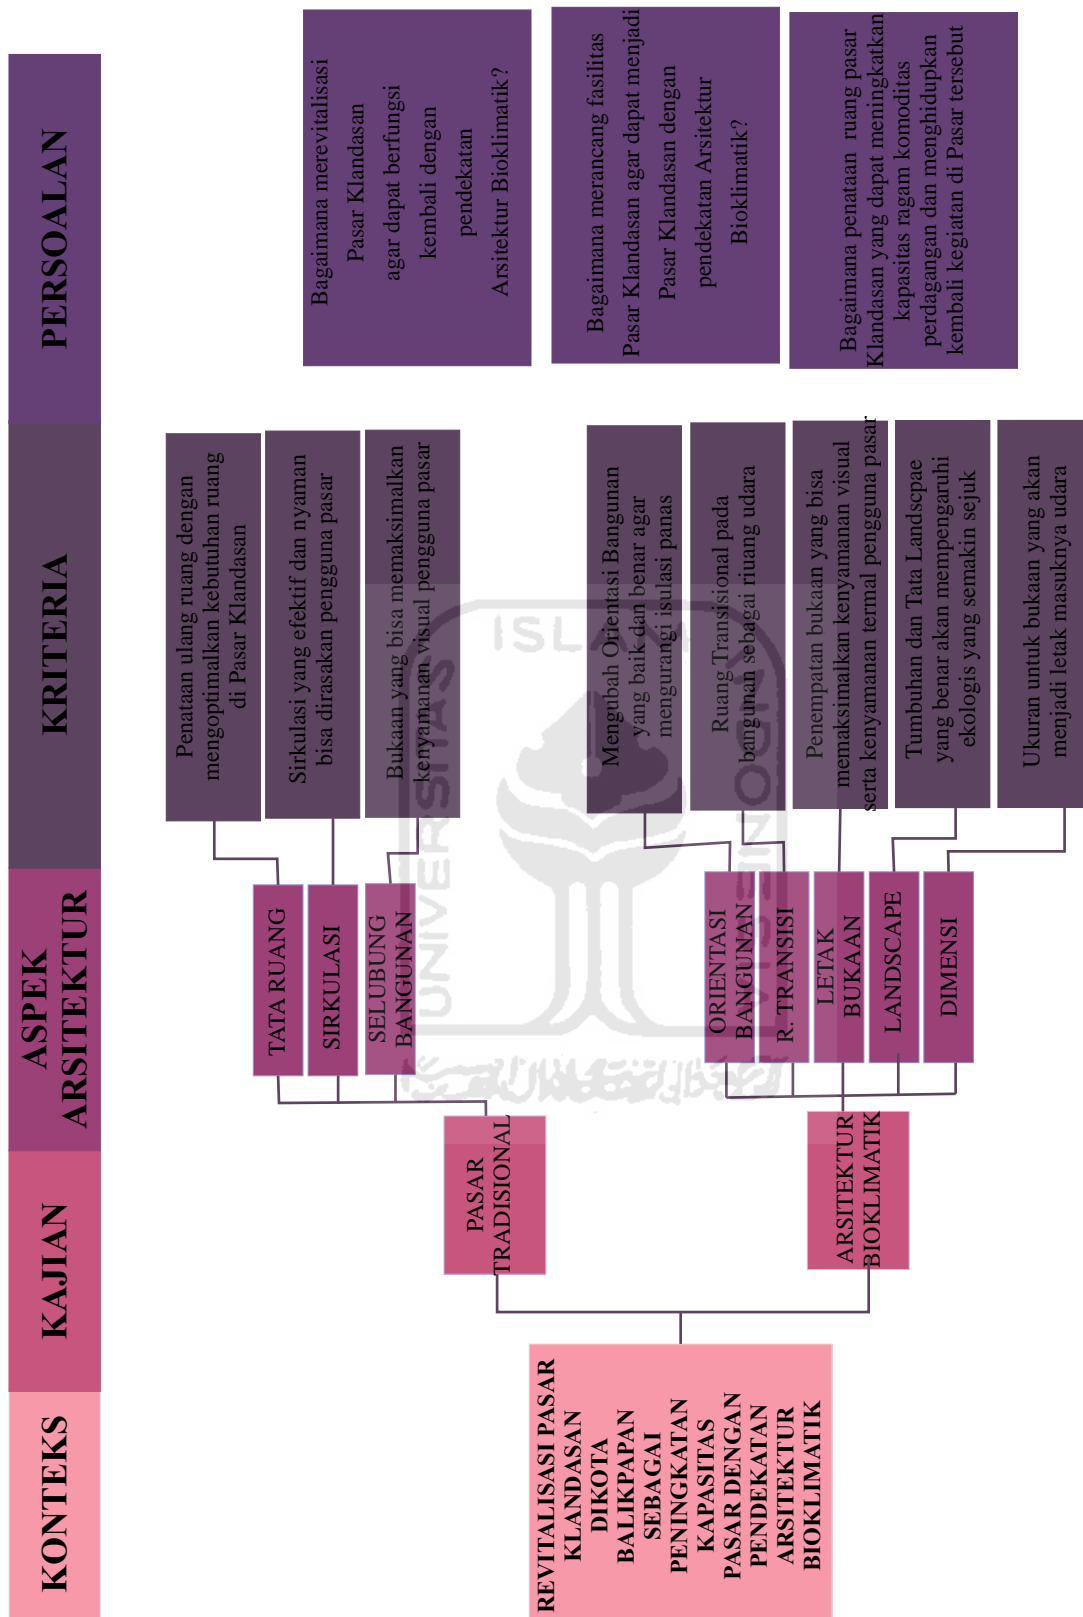 KONTEKS
KAJIAN
ASPEK
ARSITEKTUR
KRITERIA
PERSOALAN
REVITALISASI PASAR
KLANDASAN
DIKOTA
BALIKPAPAN
SEBAGAI
PENINGKATAN
KAPASITAS
PASAR DENGAN
PENDEKATAN
ARSITEKTUR
BIOKLIMATIK
PASAR
TRADISIONAL
ARSITEKTUR
BIOKLIMATIK
TATA RUANG
SIRKULASI
SELUBUNG
BANGUNAN
ORIENTASI
BANGUNAN
R. TRANSISI
LETAK
BUKAAN
LANDSCAPE
DIMENSI
Penataan ulang ruang dengan
mengoptimalkan kebutuhan ruang
di Pasar Klandasan
Sirkulasi yang efektif dan nyaman
bisa dirasakan pengguna pasar
Bukaan yang bisa memaksimalkan
kenyamanan visual pengguna pasar
Mengubah Orientasi Bangunan
yang baik dan benar agar
mengurangi isulasi panas
Ruang Transisional pada
bangunan sebagai riuang udara
Penempatan bukaan yang bisa
memaksimalkan kenyamanan visual
serta kenyamanan termal pengguna pasar
Tumbuhan dan Tata Landscpae
yang benar akan mempengaruhi
ekologis yang semakin sejuk
Ukuran untuk bukaan yang akan
menjadi letak masuknya udara
Bagaimana merevitalisasi
Pasar Klandasan
agar dapat berfungsi
kembali dengan
pendekatan
Arsitektur Bioklimatik?
Bagaimana merancang fasilitas
Pasar Klandasan agar dapat menjadi
Pasar Klandasan dengan
pendekatan Arsitektur
Bioklimatik?
Bagaimana penataan ruang pasar
Klandasan yang dapat meningkatkan
kapasitas ragam komoditas
perdagangan dan menghidupkan
kembali kegiatan di Pasar tersebut
UNIVERSITAS
ISLAM
INDONESIA